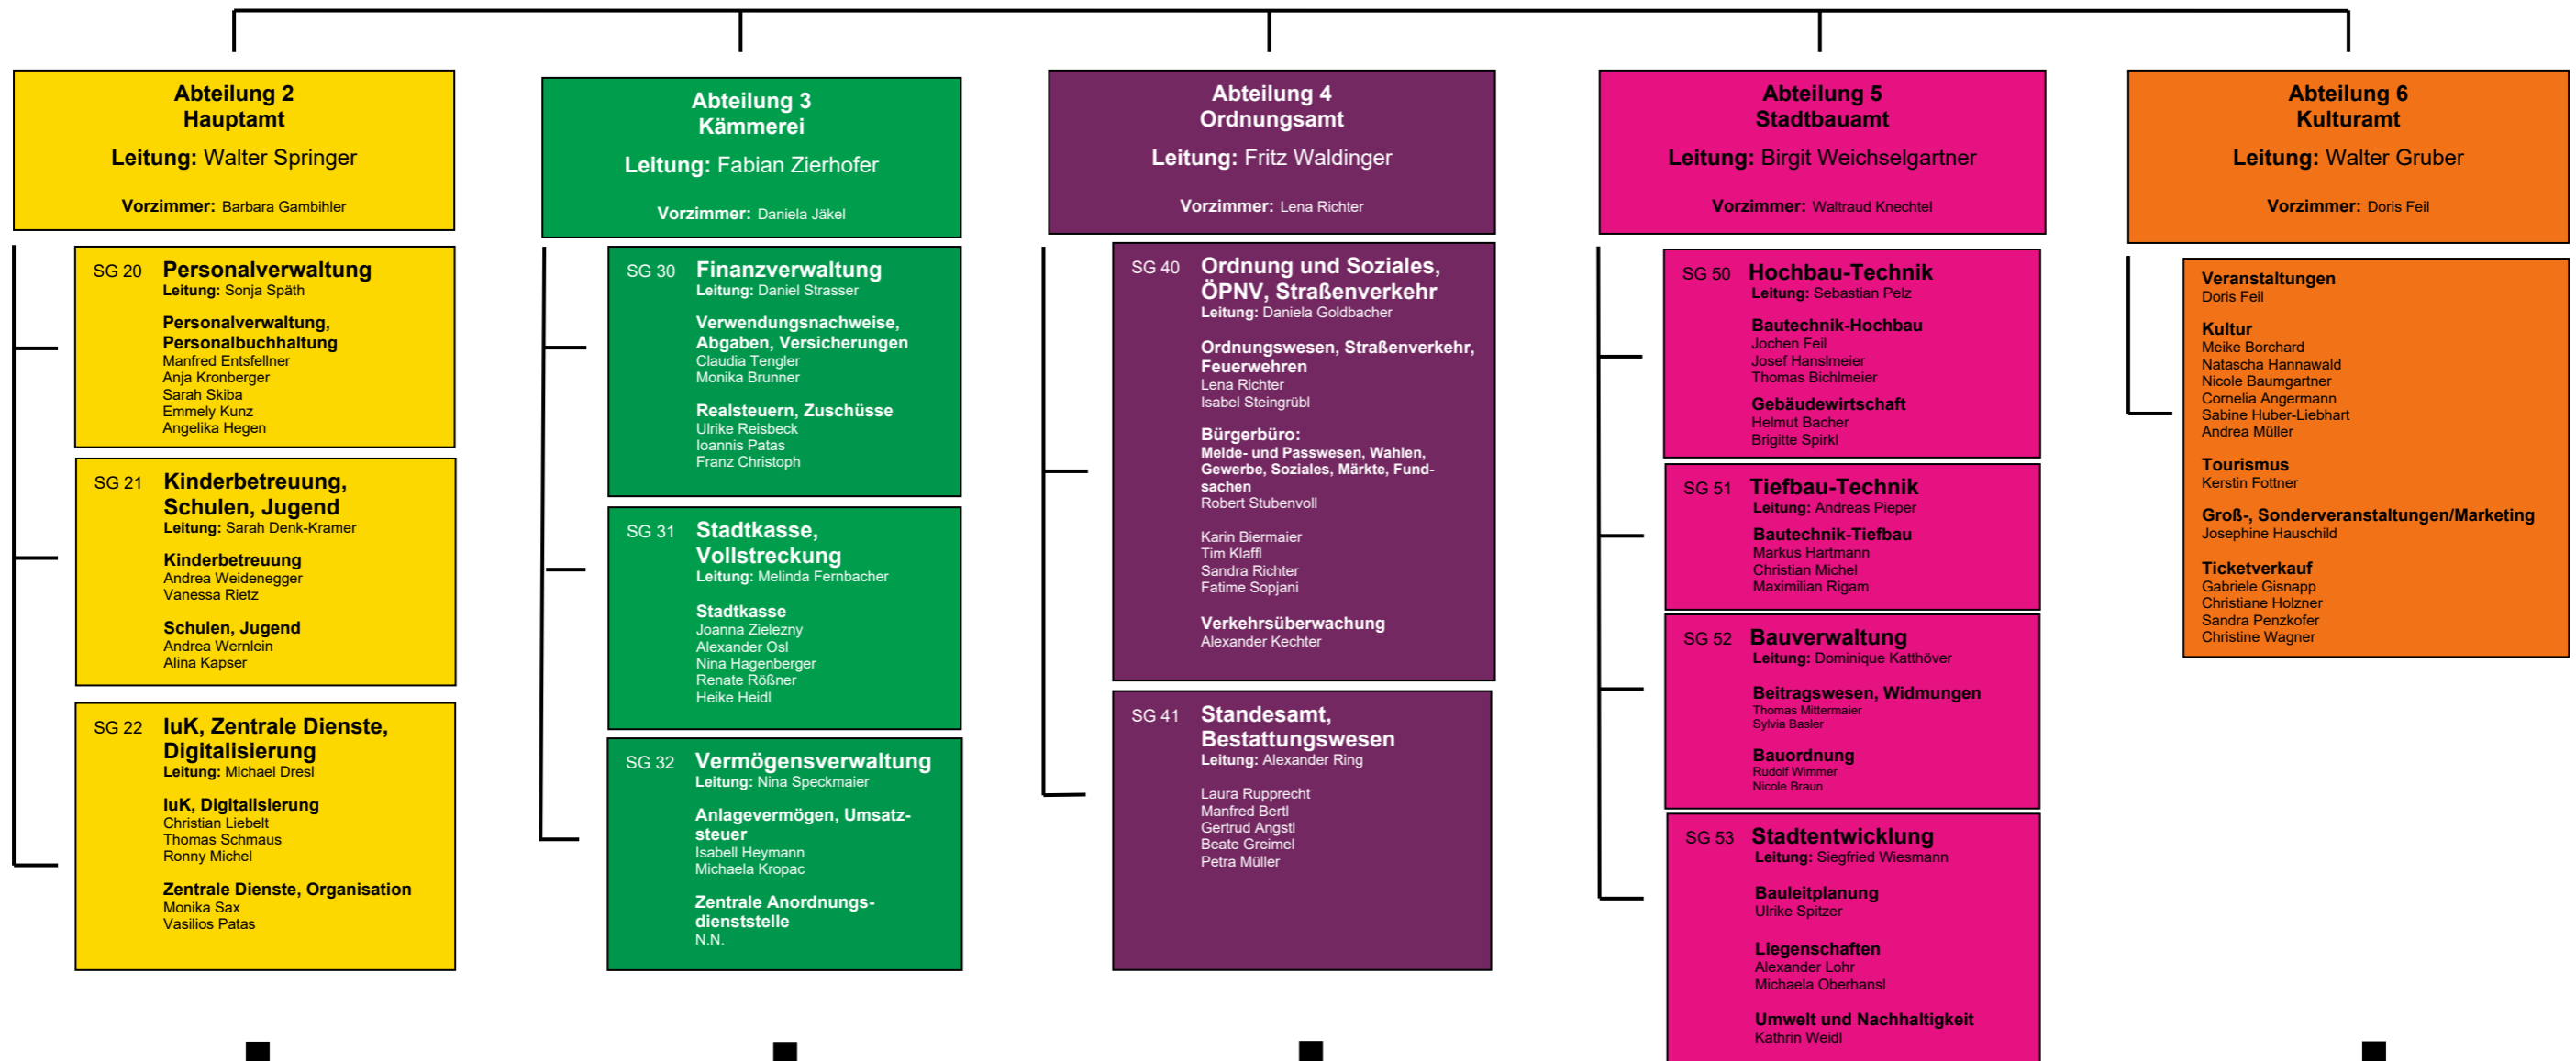 Abteilung 2
Hauptamt
Leitung: Walter Springer
Vorzimmer: Barbara Gambihler
SG 20 Personalverwaltung
Leitung: Sonja Späth
Personalverwaltung,
Personalbuchhaltung
Manfred Entsfellner
Anja Kronberger
Sarah Skiba
Emmely Kunz
Angelika Hegen
SG 21 Kinderbetreuung,
Schulen, Jugend
Leitung: Sarah Denk-Kramer
Kinderbetreuung
Andrea Weidenegger
Vanessa Rietz
Schulen, Jugend
Andrea Wernlein
Alina Kapser
SG 22 IuK, Zentrale Dienste,
Digitalisierung
Leitung: Michael Dresl
IuK, Digitalisierung
Christian Liebelt
Thomas Schmaus
Ronny Michel
Zentrale Dienste, Organisation
Monika Sax
Vasilios Patas
Abteilung 3
Kämmerei
Leitung: Fabian Zierhofer
Vorzimmer: Daniela Jäkel
SG 30 Finanzverwaltung
Leitung: Daniel Strasser
Verwendungsnachweise,
Abgaben, Versicherungen
Claudia Tengler
Monika Brunner
Realsteuern, Zuschüsse
Ulrike Reisbeck
Ioannis Patas
Franz Christoph
SG 31 Stadtkasse,
Vollstreckung
Leitung: Melinda Fernbacher
Stadtkasse
Joanna Zielezny
Alexander Osl
Nina Hagenberger
Renate Rößner
Heike Heidl
SG 32 Vermögensverwaltung
Leitung: Nina Speckmaier
Anlagevermögen, Umsatz-
steuer
Isabell Heymann
Michaela Kropac
Zentrale Anordnungs-
dienststelle
N.N.
Abteilung 4
Ordnungsamt
Leitung: Fritz Waldinger
Vorzimmer: Lena Richter
SG 40 Ordnung und Soziales,
ÖPNV, Straßenverkehr
Leitung: Daniela Goldbacher
Ordnungswesen, Straßenverkehr,
Feuerwehren
Lena Richter
Isabel Steingrübl
Bürgerbüro:
Melde- und Passwesen, Wahlen,
Gewerbe, Soziales, Märkte, Fund-
sachen
Robert Stubenvoll
Karin Biermaier
Tim Klaffl
Sandra Richter
Fatime Sopjani
Verkehrsüberwachung
Alexander Kechter
SG 41 Standesamt,
Bestattungswesen
Leitung: Alexander Ring
Laura Rupprecht
Manfred Bertl
Gertrud Angstl
Beate Greimel
Petra Müller
Abteilung 5
Stadtbauamt
Leitung: Birgit Weichselgartner
Vorzimmer: Waltraud Knechtel
SG 50 Hochbau-Technik
Leitung: Sebastian Pelz
Bautechnik-Hochbau
Jochen Feil
Josef Hanslmeier
Thomas Bichlmeier
Gebäudewirtschaft
Helmut Bacher
Brigitte Spirkl
SG 51 Tiefbau-Technik
Leitung: Andreas Pieper
Bautechnik-Tiefbau
Markus Hartmann
Christian Michel
Maximilian Rigam
SG 52 Bauverwaltung
Leitung: Dominique Katthöver
Beitragswesen, Widmungen
Thomas Mittermaier
Sylvia Basler
Bauordnung
Rudolf Wimmer
Nicole Braun
SG 53 Stadtentwicklung
Leitung: Siegfried Wiesmann
Bauleitplanung
Ulrike Spitzer
Liegenschaften
Alexander Lohr
Michaela Oberhansl
Umwelt und Nachhaltigkeit
Kathrin Weidl
Abteilung 6
Kulturamt
Leitung: Walter Gruber
Vorzimmer: Doris Feil
Veranstaltungen
Doris Feil
Kultur
Meike Borchard
Natascha Hannawald
Nicole Baumgartner
Cornelia Angermann
Sabine Huber-Liebhart
Andrea Müller
Tourismus
Kerstin Fottner
Groß-, Sonderveranstaltungen/Marketing
Josephine Hauschild
Ticketverkauf
Gabriele Gisnapp
Christiane Holzner
Sandra Penzkofer
Christine Wagner